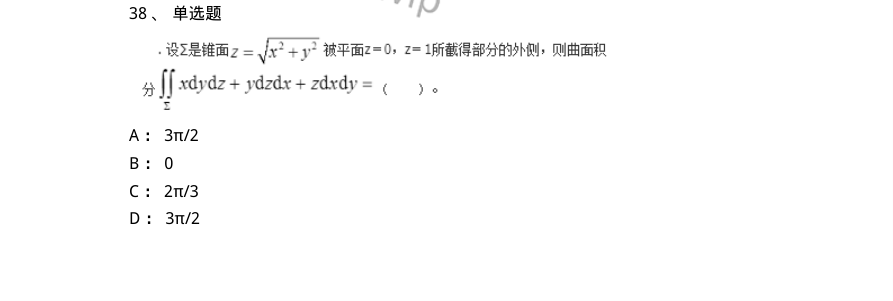 38 、 单选题
. 设Σ是锥面 z = √(x² + y²) 被平面z=0，z=1所截得部分的外侧，则曲面积
分 ∬_Σ xdydz + ydzdx + zdxdy = （ ）。
A ： 3π/2
B ： 0
C ： 2π/3
D ： 3π/2